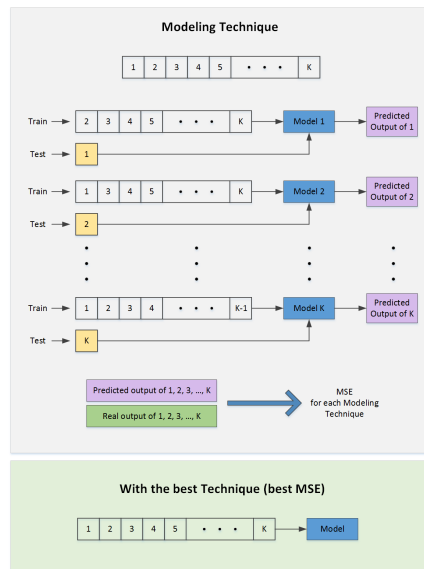 Modeling Technique
1 2 3 4 5 • • • K
Train 2 3 4 5 • • • K Model 1 Predicted
Output of 1
Test 1
Train 1 3 4 5 • • • K Model 2 Predicted
Output of 2
Test 2
Train 1 2 3 4 • • • K-1 Model K Predicted
Output of K
Test K
Predicted output of 1, 2, 3, ..., K
Real output of 1, 2, 3, ..., K
MSE
for each Modeling
Technique
With the best Technique (best MSE)
1 2 3 4 5 • • • K Model